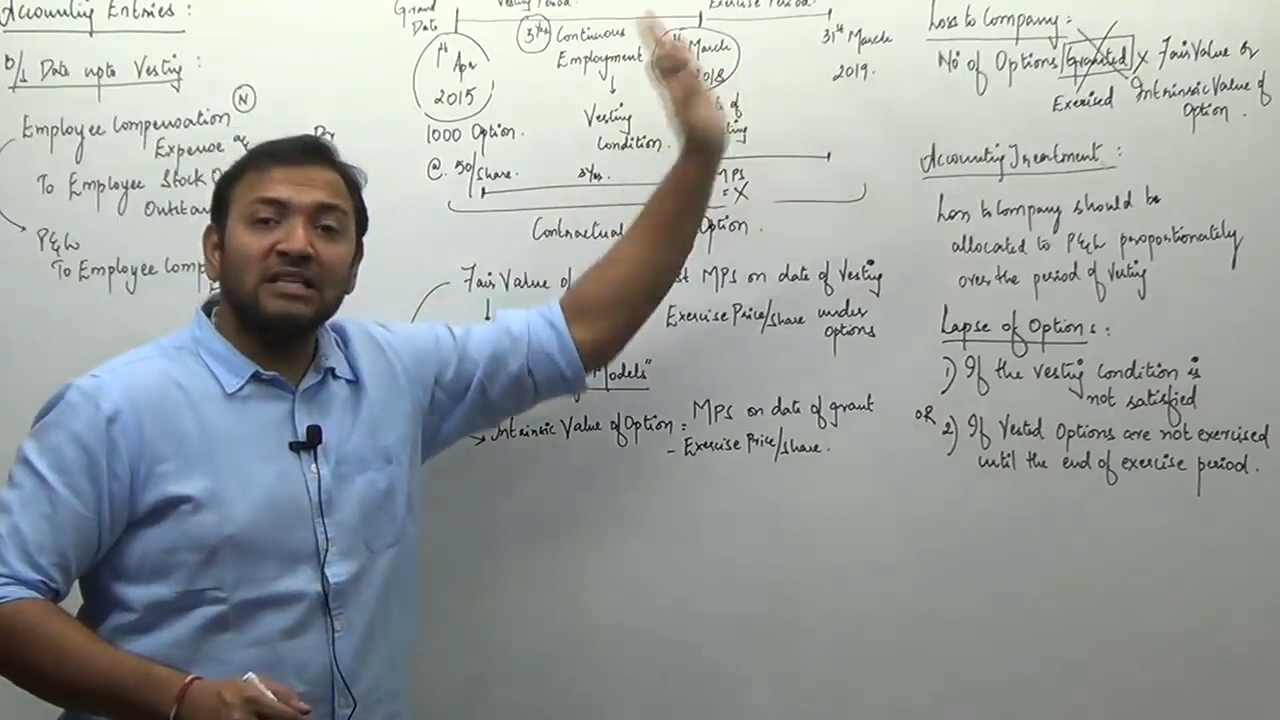 Accounting Entries :
B/S Date upto Vesting :
Employee Compensation (N)
Expense a/c Dr
To Employee Stock O
Outsta
P&L
To Employee Comp
Grand
Date
Vesting Period.
Exercise Period.
1st Apr
2015
3 yrs Continuous
Employment
March
2018
31st March
2019.
1000 Option.
@ 50/share.
Vesting
Condition.
3 yrs.
MPS
= X
Contractual
Option.
Fair Value of
MPS on date of Vesting
Exercise Price/share under
options
Models"
Intrinsic Value of Option = MPS on date of grant
- Exercise Price/share.
Loss to Company :
No of Options Granted x Fair Value or
Exerised Intrinsic Value of
Option.
Accounting Treatment :
Loss to Company should be
allocated to P&L propotionately
over the period of vesting
Lapse of Options :
1) If the vesting condition is
not satisfied
OR
2) If Vested Options are not exercised
until the end of exercise period.